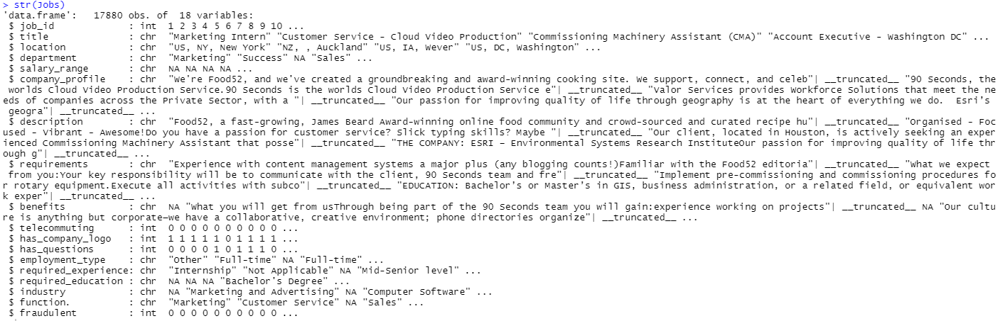 > str(Jobs)
'data.frame':   17880 obs. of  18 variables:
 $ job_id             : int  1 2 3 4 5 6 7 8 9 10 ...
 $ title              : chr  "Marketing Intern" "Customer Service - Cloud Video Production" "Commissioning Machinery Assistant (CMA)" "Account Executive - Washington DC" ...
 $ location           : chr  "US, NY, New York" "NZ, , Auckland" "US, IA, Wever" "US, DC, Washington" ...
 $ department         : chr  "Marketing" "Success" NA "Sales" ...
 $ salary_range       : chr  NA NA NA NA ...
 $ company_profile    : chr  "We're Food52, and we've created a groundbreaking and award-winning cooking site. We support, connect, and celeb"| __truncated__ "90 Seconds, the
 worlds Cloud Video Production Service.90 Seconds is the worlds Cloud Video Production Service e"| __truncated__ "Valor Services provides Workforce Solutions that meet the ne
eds of companies across the Private Sector, with a "| __truncated__ "Our passion for improving quality of life through geography is at the heart of everything we do.  Esri's
 geogra"| __truncated__ ...
 $ description        : chr  "Food52, a fast-growing, James Beard Award-winning online food community and crowd-sourced and curated recipe hu"| __truncated__ "Organised - Foc
used - Vibrant - Awesome!Do you have a passion for customer service? Slick typing skills? Maybe "| __truncated__ "Our client, located in Houston, is actively seeking an exper
ienced Commissioning Machinery Assistant that posse"| __truncated__ "THE COMPANY: ESRI – Environmental Systems Research InstituteOur passion for improving quality of life thr
ough g"| __truncated__ ...
 $ requirements       : chr  "Experience with content management systems a major plus (any blogging counts!)Familiar with the Food52 editoria"| __truncated__ "What we expect
 from you:Your key responsibility will be to communicate with the client, 90 Seconds team and fre"| __truncated__ "Implement pre-commissioning and commissioning procedures fo
r rotary equipment.Execute all activities with subco"| __truncated__ "EDUCATION: Bachelor's or Master's in GIS, business administration, or a related field, or equivalent wor
k exper"| __truncated__ ...
 $ benefits           : chr  NA "What you will get from usThrough being part of the 90 Seconds team you will gain:experience working on projects"| __truncated__ NA "Our cultu
re is anything but corporate—we have a collaborative, creative environment; phone directories organize"| __truncated__ ...
 $ telecommuting      : int  0 0 0 0 0 0 0 0 0 0 ...
 $ has_company_logo   : int  1 1 1 1 1 0 1 1 1 1 ...
 $ has_questions      : int  0 0 0 0 1 0 1 1 1 0 ...
 $ employment_type    : chr  "Other" "Full-time" NA "Full-time" ...
 $ required_experience: chr  "Internship" "Not Applicable" NA "Mid-Senior level" ...
 $ required_education : chr  NA NA NA "Bachelor's Degree" ...
 $ industry           : chr  NA "Marketing and Advertising" NA "Computer Software" ...
 $ function.          : chr  "Marketing" "Customer Service" NA "Sales" ...
 $ fraudulent         : int  0 0 0 0 0 0 0 0 0 0 ...